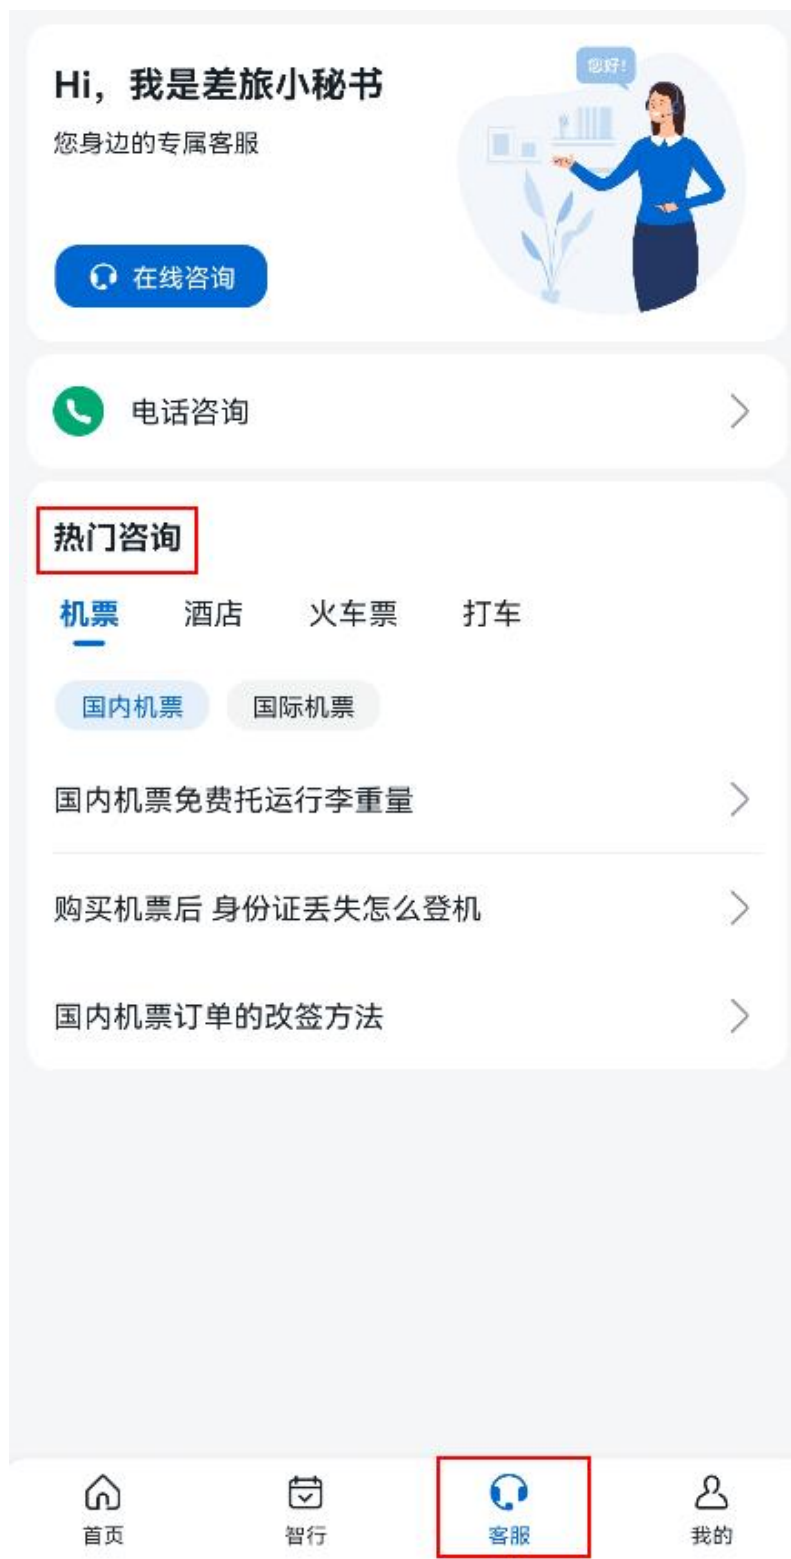 Hi，我是差旅小秘书
您好！
您身边的专属客服
在线咨询
电话咨询
热门咨询
机票 酒店 火车票 打车
国内机票 国际机票
国内机票免费托运行李重量
购买机票后 身份证丢失怎么登机
国内机票订单的改签方法
首页 智行 客服 我的